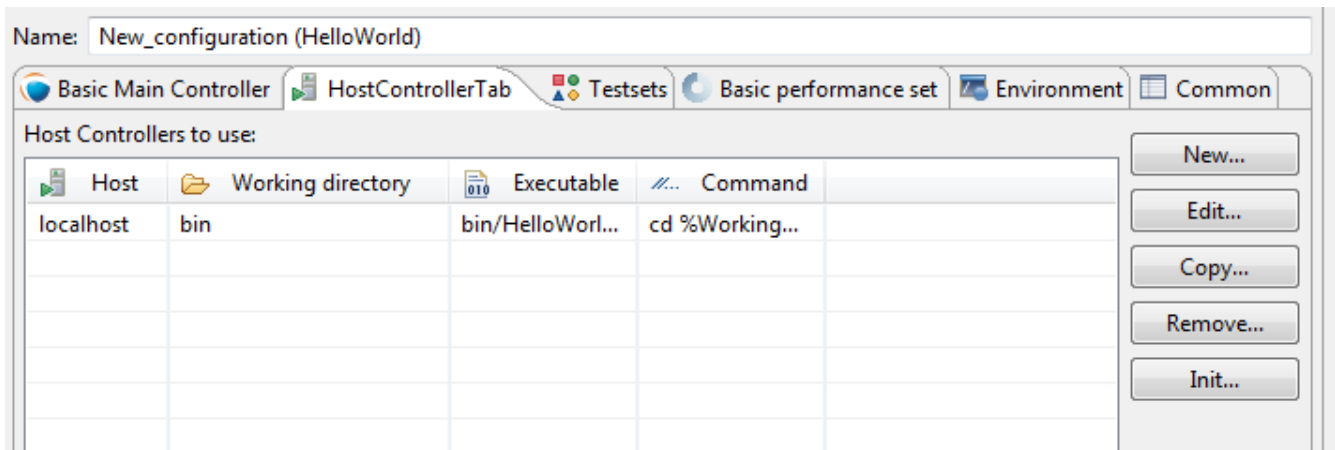 Name: New_configuration (HelloWorld)
Basic Main Controller HostControllerTab Testsets Basic performance set Environment Common
Host Controllers to use:
New...
Host Working directory Executable Command
localhost bin bin/HelloWorl... cd %Working...
Edit...
Copy...
Remove...
Init...